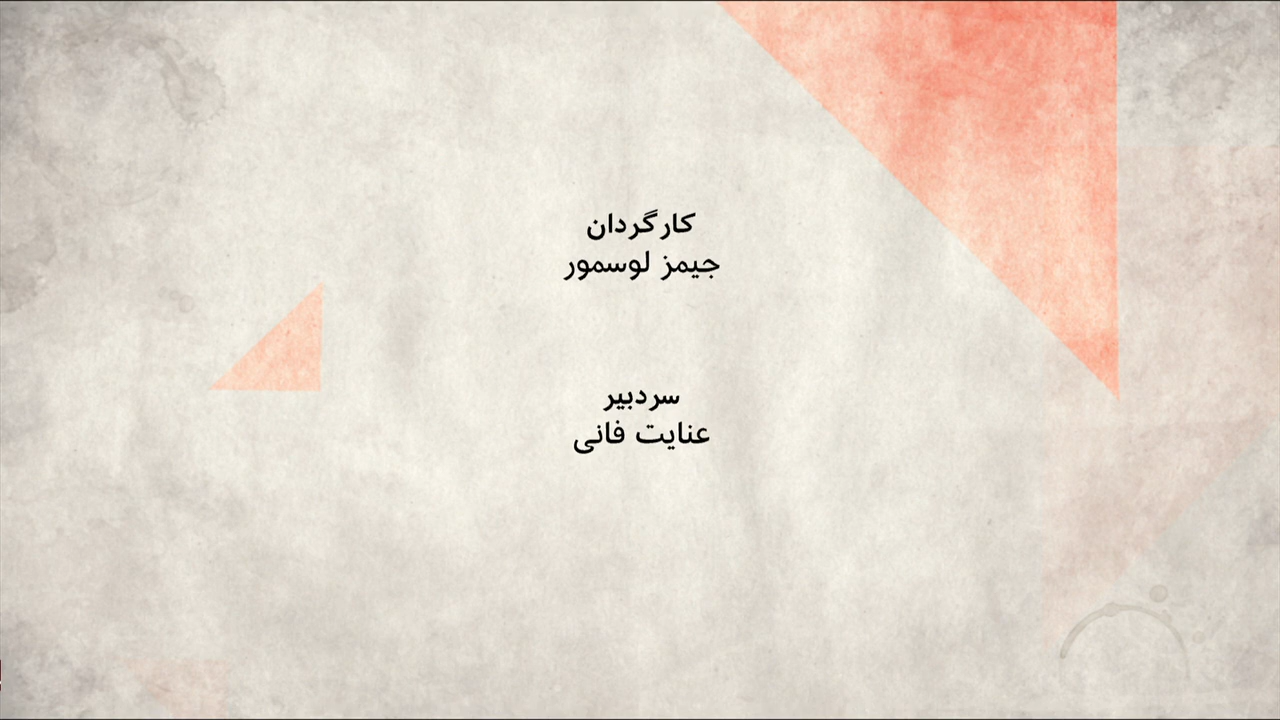 کارگردان
جیمز لوسمور
سردبیر
عنایت فانی